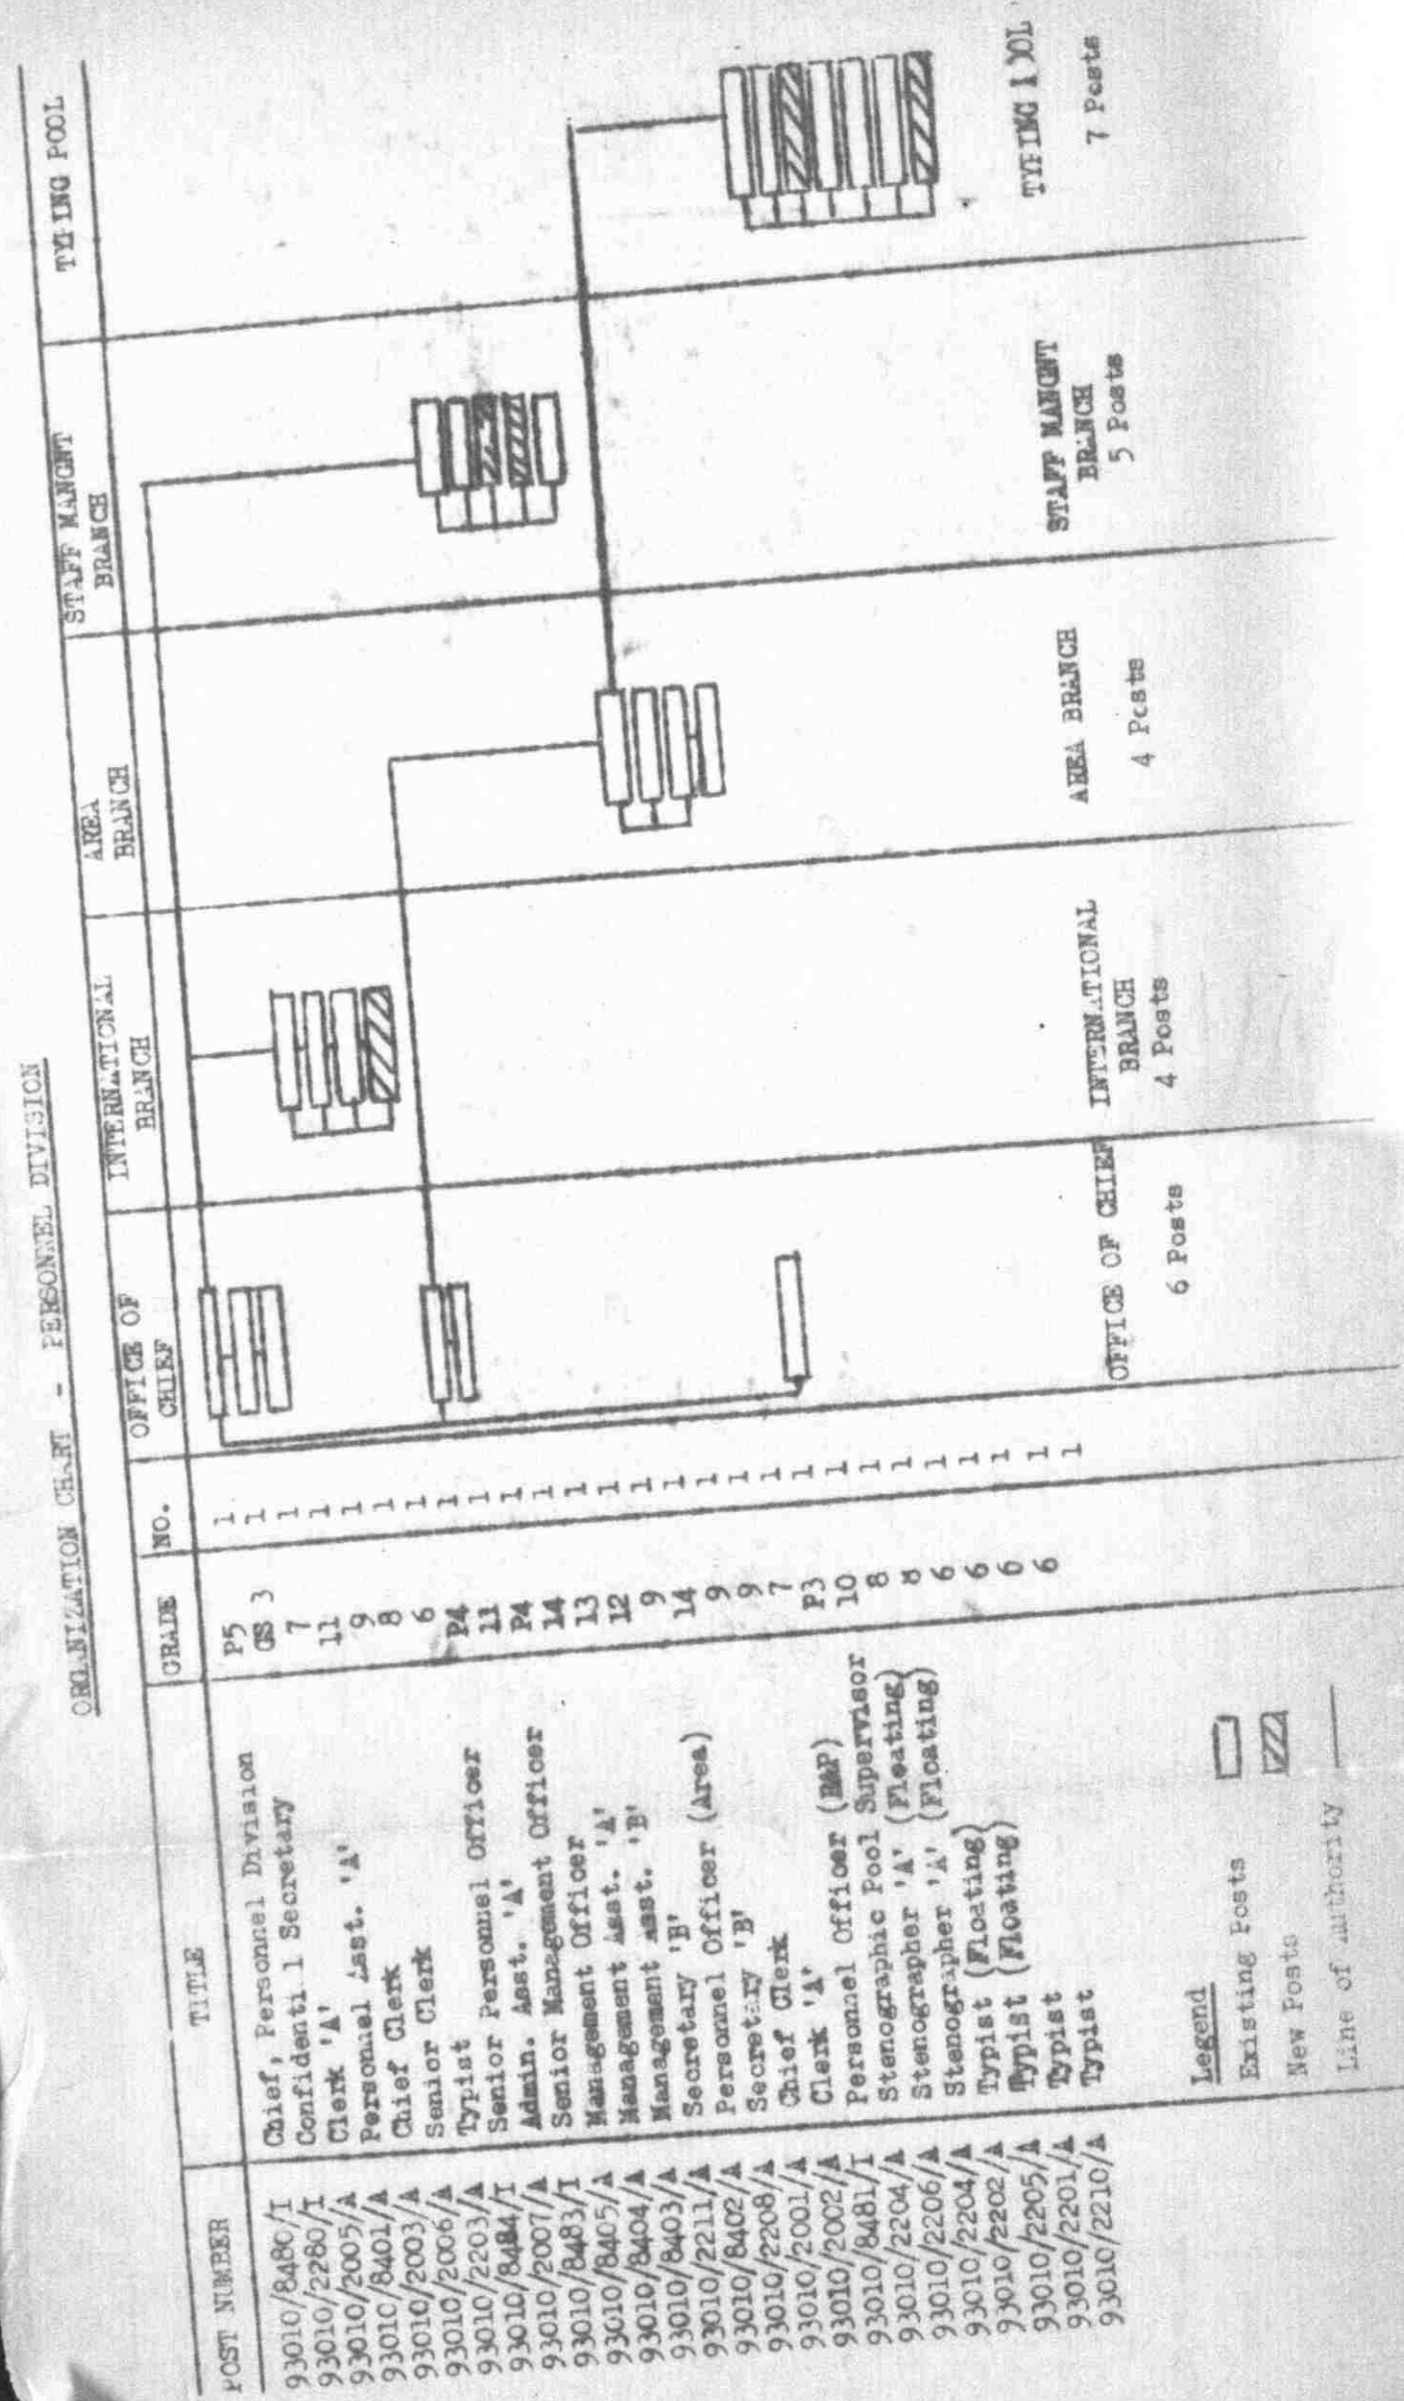 ORGANIZATION CHART - PERSONNEL DIVISION
POST NUMBER TITLE GRADE NO. OFFICE OF CHIEF INTERNATIONAL BRANCH AREA BRANCH STAFF MANGNT BRANCH TYPING POOL
93010/8480/I Chief, Personnel Division P5 1
93010/2280/I Confidential Secretary GS 3 1
93010/2005/A Clerk 'A' 7 1
93010/8401/A Personnel Asst. 'A' 11 1
93010/2003/A Chief Clerk 9 1
93010/2006/A Senior Clerk 8 1
93010/2203/A Typist 6 1
93010/8484/I Senior Personnel Officer P4 1
93010/2007/A Admin. Asst. 'A' 11 1
93010/8483/I Senior Management Officer P4 1
93010/8405/A Management Officer 14 1
93010/8404/A Management Asst. 'A' 13 1
93010/8403/A Management Asst. 'B' 12 1
93010/2211/A Secretary 'B' 9 1
93010/8402/A Personnel Officer (Area) 14 1
93010/2208/A Secretary 'B' 9 1
93010/2001/A Chief Clerk 9 1
93010/2002/A Clerk 'A' 7 1
93010/8481/I Personnel Officer (R&P) P3 1
93010/2204/A Stenographic Pool Supervisor 10 1
93010/2206/A Stenographer 'A' (Floating) 8 1
93010/2204/A Stenographer 'A' (Floating) 8 1
93010/2202/A Typist (Floating) 6 1
93010/2205/A Typist (Floating) 6 1
93010/2201/A Typist 6 1
93010/2210/A Typist 6 1
OFFICE OF CHIEF
6 Posts
INTERNATIONAL
BRANCH
4 Posts
AREA BRANCH
4 Posts
STAFF MANGNT
BRANCH
5 Posts
TYPING POOL
7 Posts
Legend
Existing Posts
New Posts
Line of Authority